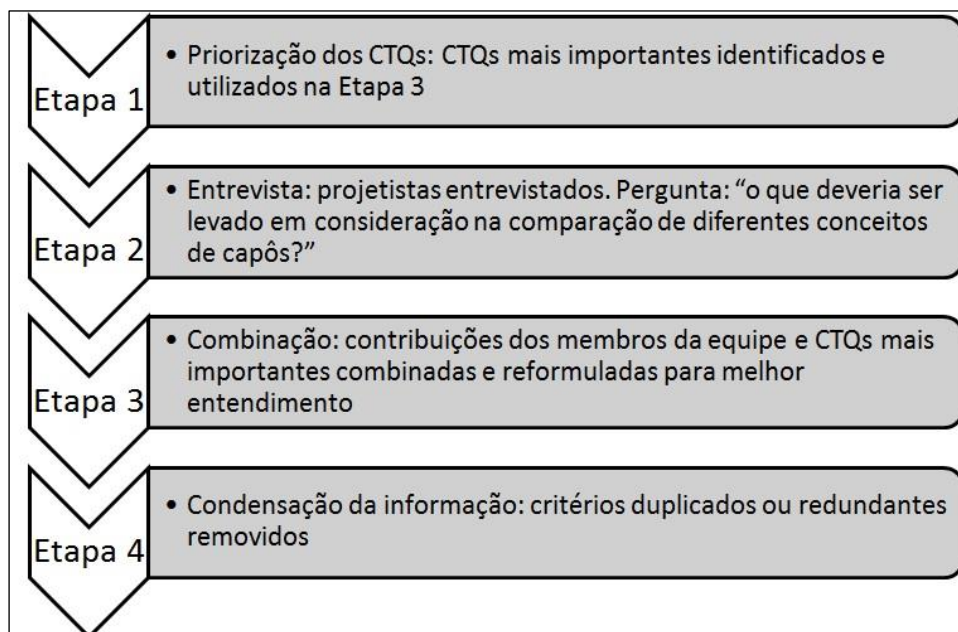 Etapa 1
• Priorização dos CTQs: CTQs mais importantes identificados e
utilizados na Etapa 3
Etapa 2
• Entrevista: projetistas entrevistados. Pergunta: “o que deveria ser
levado em consideração na comparação de diferentes conceitos
de capôs?”
Etapa 3
• Combinação: contribuições dos membros da equipe e CTQs mais
importantes combinadas e reformuladas para melhor
entendimento
Etapa 4
• Condensação da informação: critérios duplicados ou redundantes
removidos